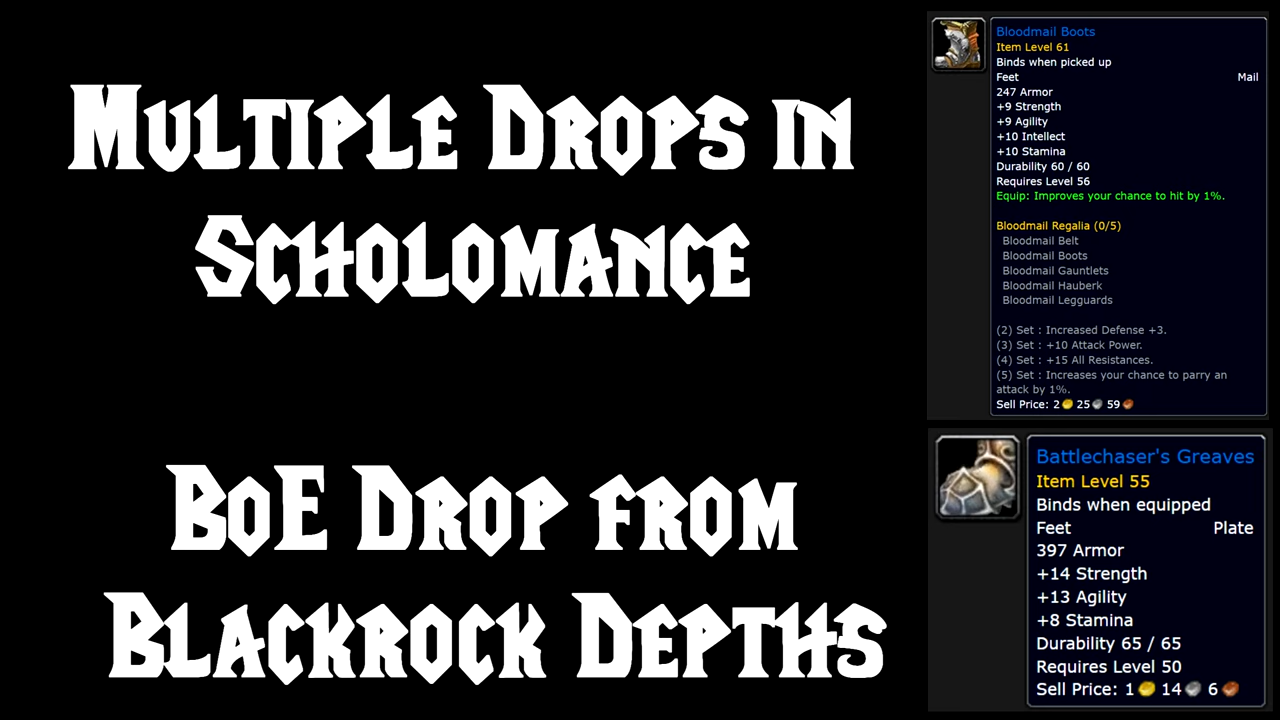 Multiple Drops in
Scholomance
BoE Drop from
Blackrock Depths
Bloodmail Boots
Item Level 61
Binds when picked up
Feet Mail
247 Armor
+9 Strength
+9 Agility
+10 Intellect
+10 Stamina
Durability 60 / 60
Requires Level 56
Equip: Improves your chance to hit by 1%.
Bloodmail Regalia (0/5)
Bloodmail Belt
Bloodmail Boots
Bloodmail Gauntlets
Bloodmail Hauberk
Bloodmail Legguards
(2) Set : Increased Defense +3.
(3) Set : +10 Attack Power.
(4) Set : +15 All Resistances.
(5) Set : Increases your chance to parry an
attack by 1%.
Sell Price: 2 25 59
Battlechaser's Greaves
Item Level 55
Binds when equipped
Feet Plate
397 Armor
+14 Strength
+13 Agility
+8 Stamina
Durability 65 / 65
Requires Level 50
Sell Price: 1 14 6